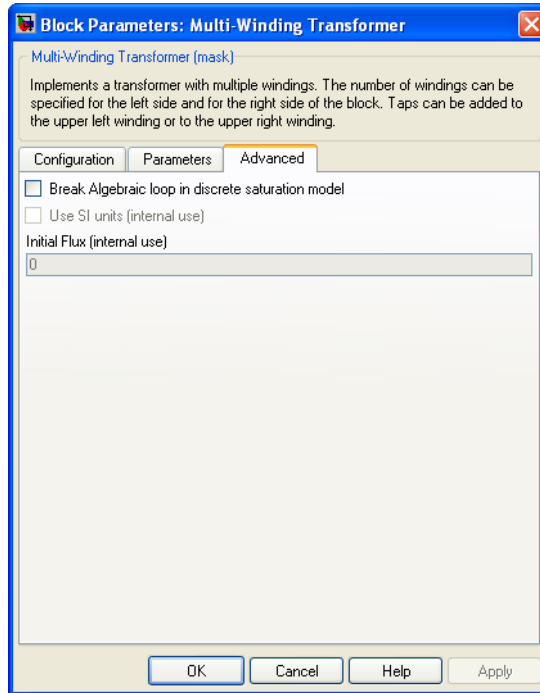 Block Parameters: Multi-Winding Transformer
Multi-Winding Transformer (mask)
Implements a transformer with multiple windings. The number of windings can be
specified for the left side and for the right side of the block. Taps can be added to
the upper left winding or to the upper right winding.
Configuration Parameters Advanced
Break Algebraic loop in discrete saturation model
Use SI units (internal use)
Initial Flux (internal use)
0
OK Cancel Help Apply